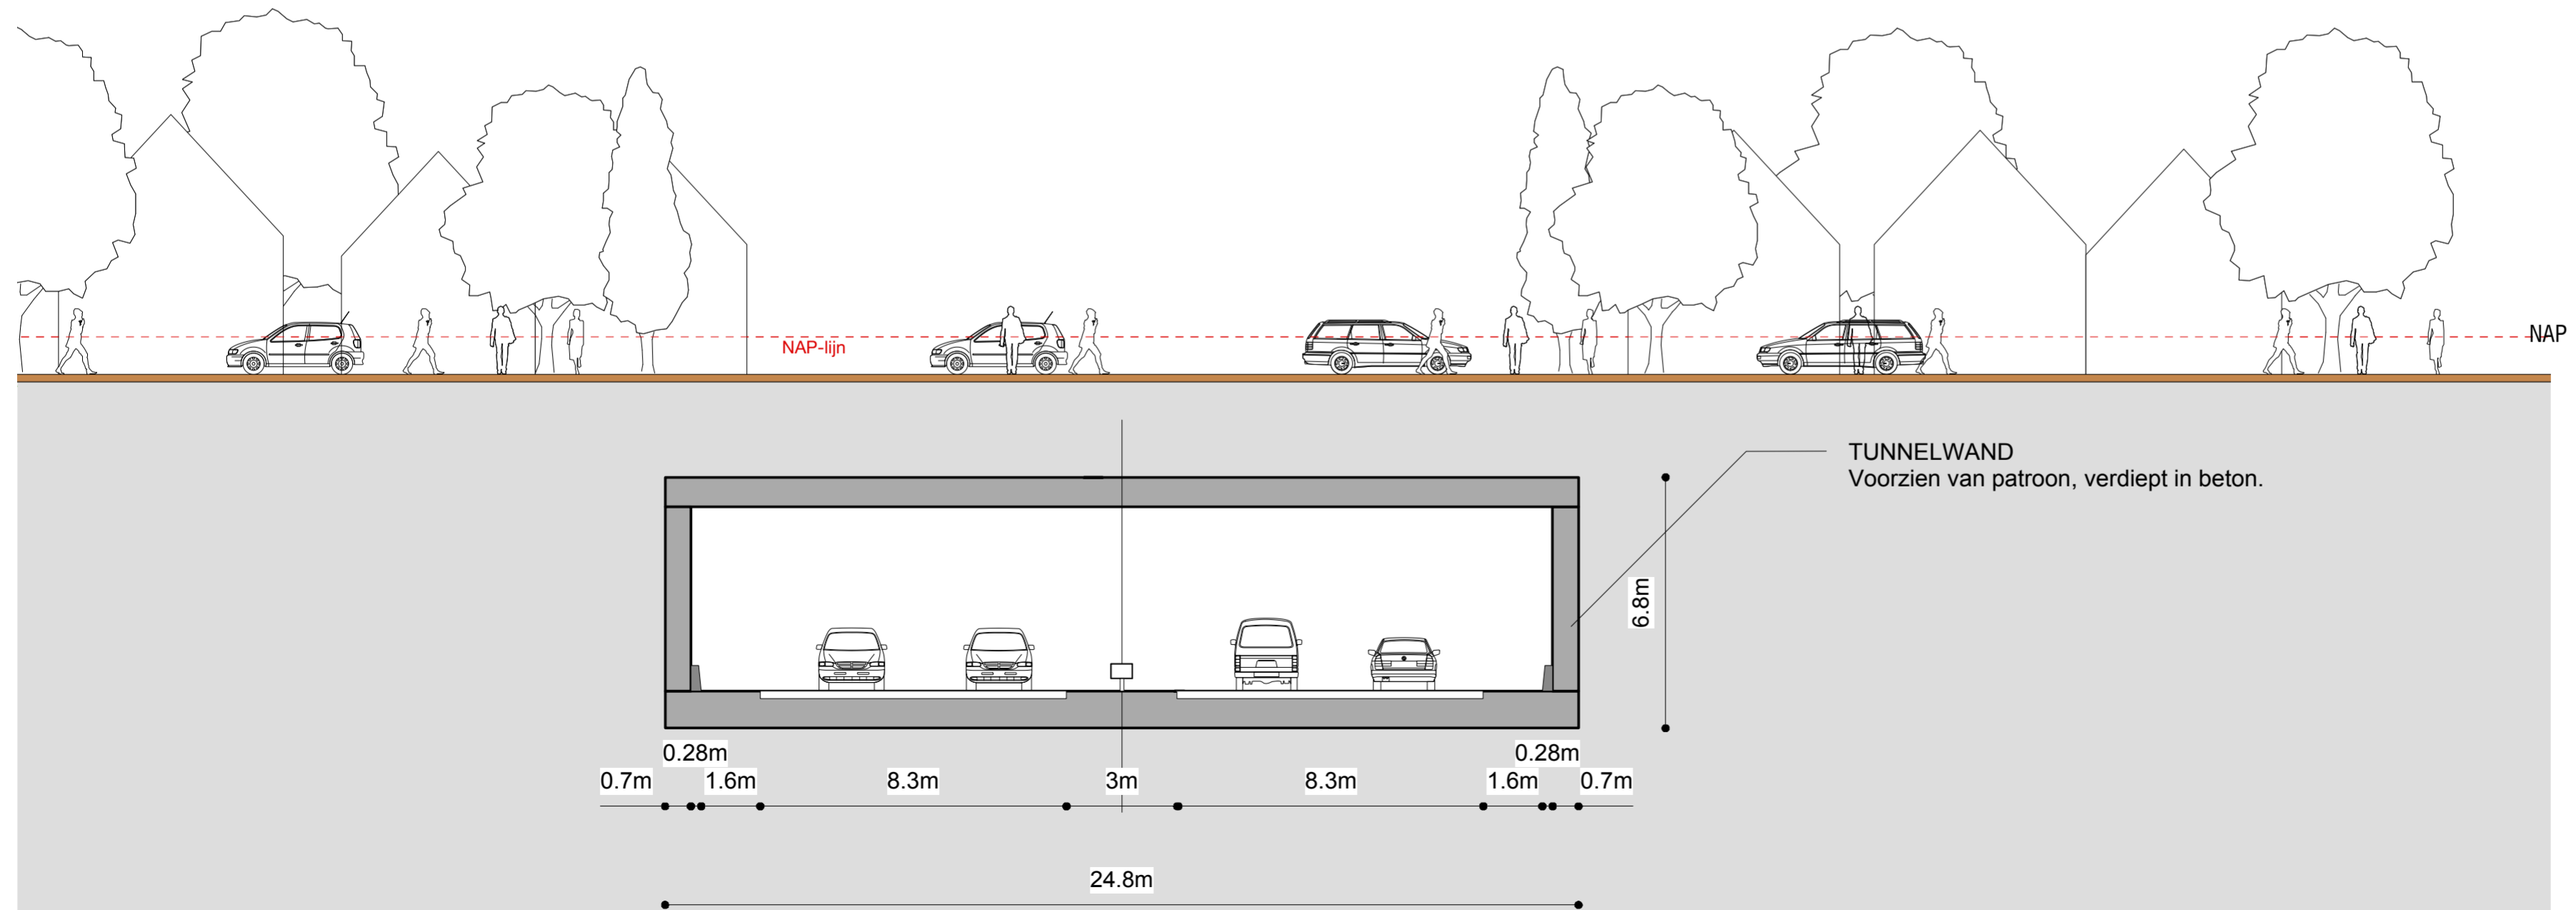 NAP-lijn
NAP
TUNNELWAND
Voorzien van patroon, verdiept in beton.
6.8m
0.28m
0.28m
0.7m
1.6m
8.3m
3m
8.3m
1.6m
0.7m
24.8m